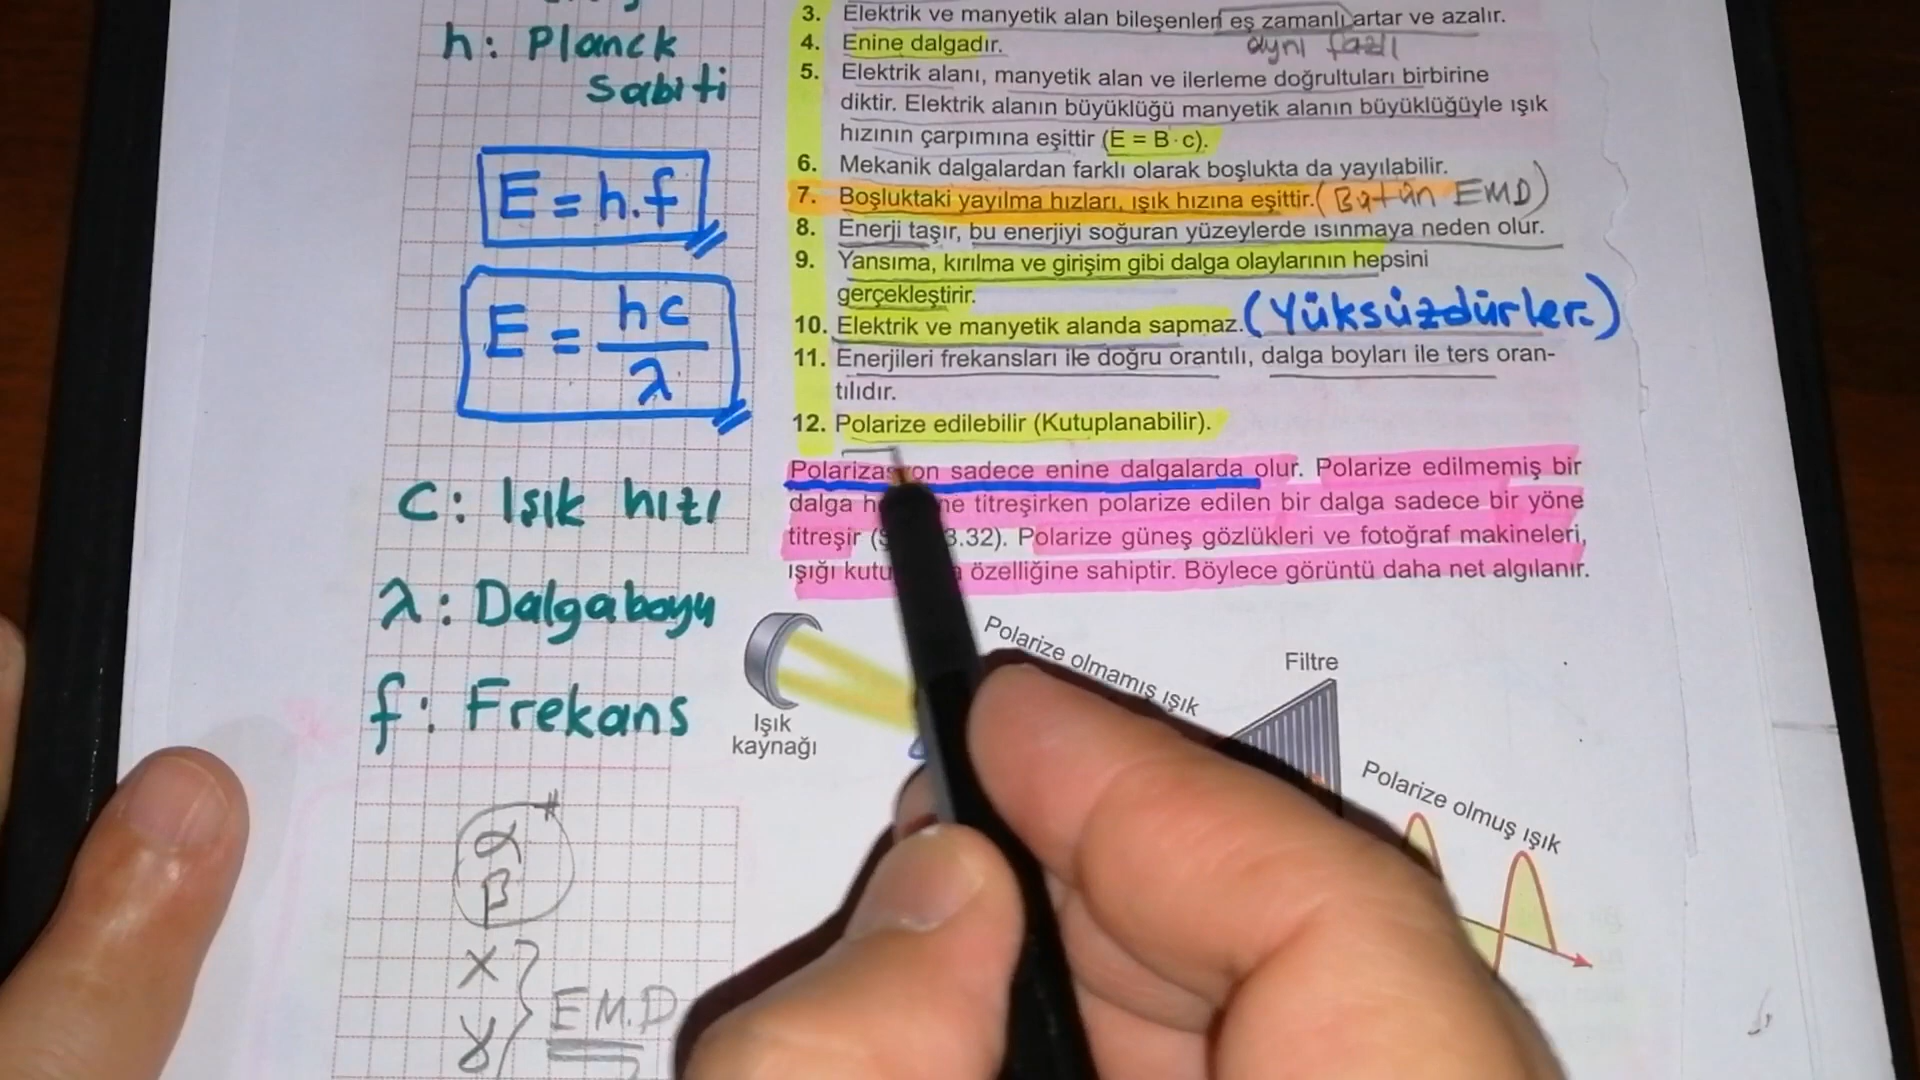 h: Planck
Sabiti
E = h.f
E = hc
λ
C: Işık hızı
λ: Dalgaboyu
f: Frekans
α
β
X
γ
E.M.D
3. Elektrik ve manyetik alan bileşenleri eş zamanlı artar ve azalır.
aynı fazlı
4. Enine dalgadır.
5. Elektrik alanı, manyetik alan ve ilerleme doğrultuları birbirine
diktir. Elektrik alanın büyüklüğü manyetik alanın büyüklüğüyle ışık
hızının çarpımına eşittir (E = B · c).
6. Mekanik dalgalardan farklı olarak boşlukta da yayılabilir.
7. Boşluktaki yayılma hızları, ışık hızına eşittir. (Bütün EMD)
8. Enerji taşır, bu enerjiyi soğuran yüzeylerde ısınmaya neden olur.
9. Yansıma, kırılma ve girişim gibi dalga olaylarının hepsini
gerçekleştirir.
10. Elektrik ve manyetik alanda sapmaz. (Yüksüzdürler.)
11. Enerjileri frekansları ile doğru orantılı, dalga boyları ile ters oran-
tılıdır.
12. Polarize edilebilir (Kutuplanabilir).
Polarizasyon sadece enine dalgalarda olur. Polarize edilmemiş bir
dalga titreşirken polarize edilen bir dalga sadece bir yöne
titreşir 3.32). Polarize güneş gözlükleri ve fotoğraf makineleri,
ışığı özelliğine sahiptir. Böylece görüntü daha net algılanır.
Işık
kaynağı
Polarize olmamış ışık
Filtre
Polarize olmuş ışık